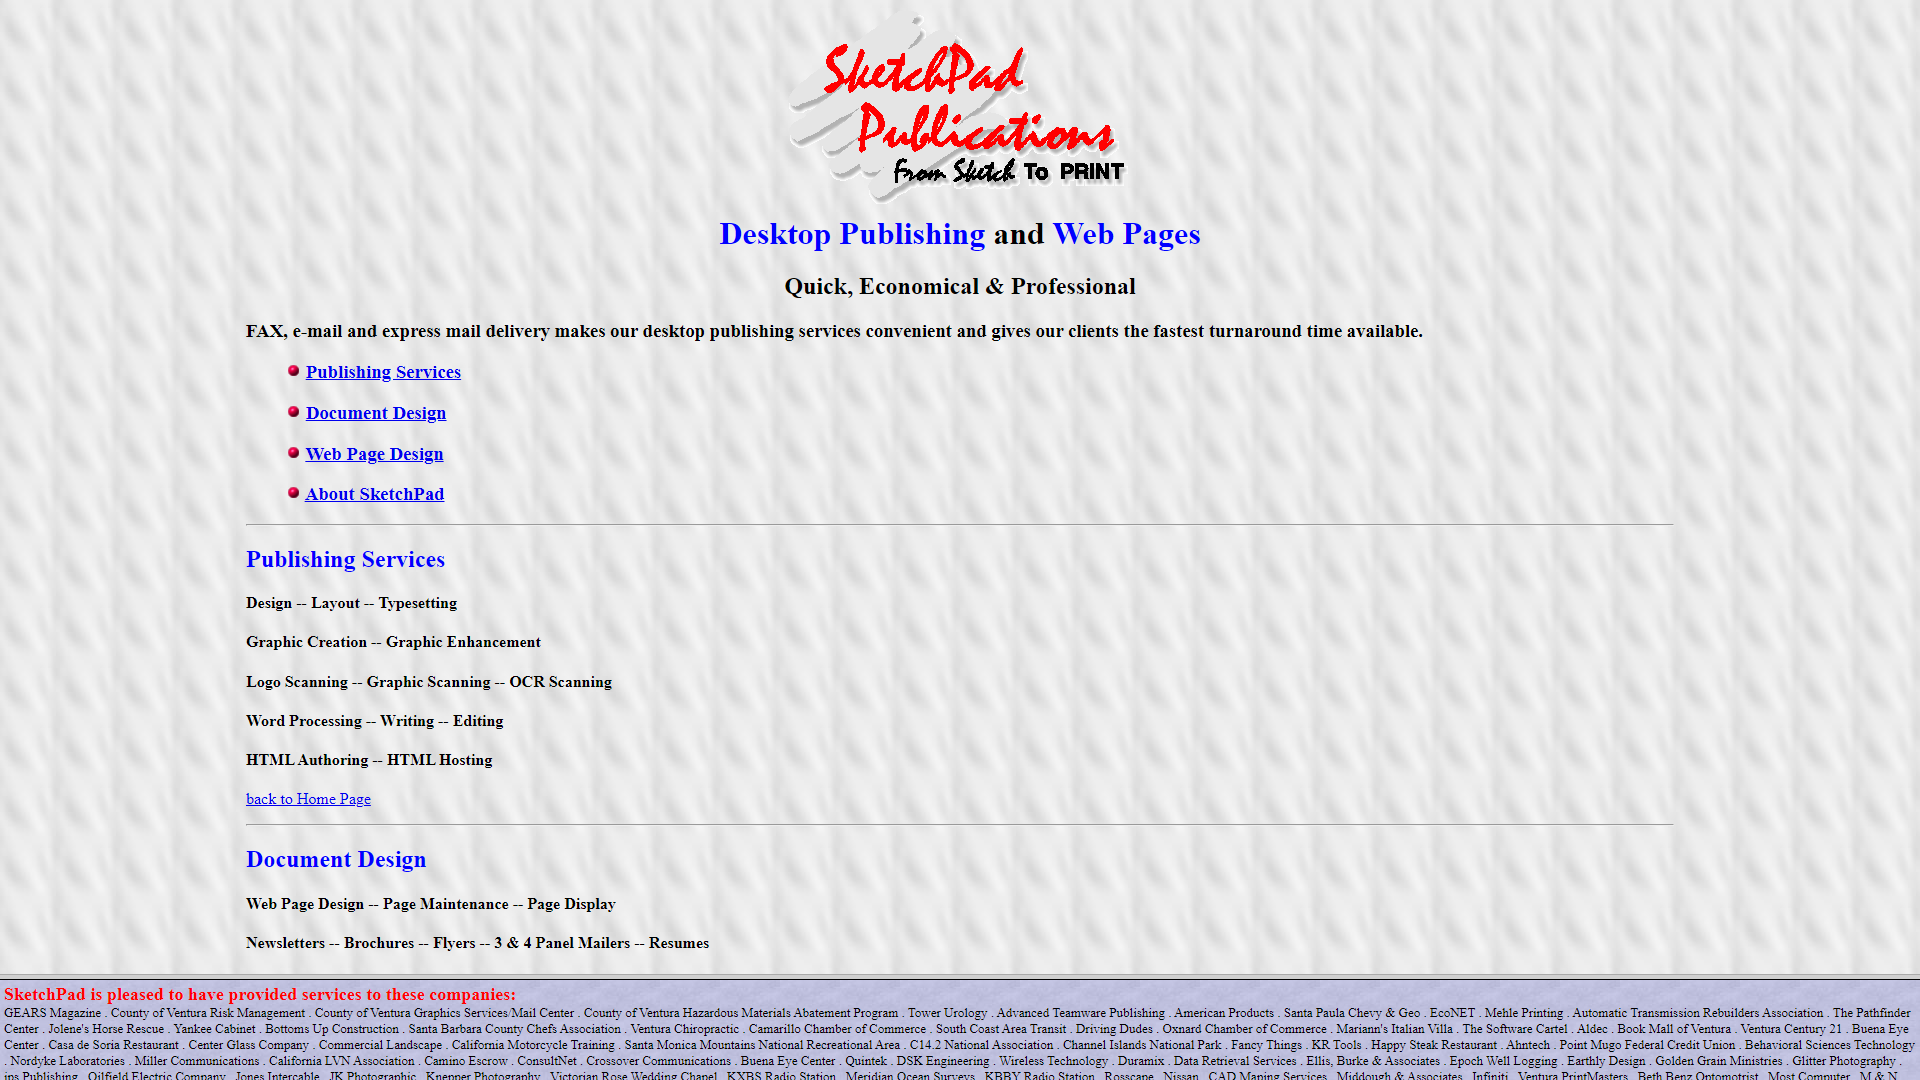 SketchPad
Publications
From Sketch To PRINT
Desktop Publishing and Web Pages
Quick, Economical & Professional
FAX, e-mail and express mail delivery makes our desktop publishing services convenient and gives our clients the fastest turnaround time available.
Publishing Services
Document Design
Web Page Design
About SketchPad
Publishing Services
Design -- Layout -- Typesetting
Graphic Creation -- Graphic Enhancement
Logo Scanning -- Graphic Scanning -- OCR Scanning
Word Processing -- Writing -- Editing
HTML Authoring -- HTML Hosting
back to Home Page
Document Design
Web Page Design -- Page Maintenance -- Page Display
Newsletters -- Brochures -- Flyers -- 3 & 4 Panel Mailers -- Resumes
SketchPad is pleased to have provided services to these companies:
GEARS Magazine . County of Ventura Risk Management . County of Ventura Graphics Services/Mail Center . County of Ventura Hazardous Materials Abatement Program . Tower Urology . Advanced Teamware Publishing . American Products . Santa Paula Chevy & Geo . EcoNET . Mehle Printing . Automatic Transmission Rebuilders Association . The Pathfinder
Center . Jolene's Horse Rescue . Yankee Cabinet . Bottoms Up Construction . Santa Barbara County Chefs Association . Ventura Chiropractic . Camarillo Chamber of Commerce . South Coast Area Transit . Driving Dudes . Oxnard Chamber of Commerce . Mariann's Italian Villa . The Software Cartel . Aldec . Book Mall of Ventura . Ventura Century 21 . Buena Eye
Center . Casa de Soria Restaurant . Center Glass Company . Commercial Landscape . California Motorcycle Training . Santa Monica Mountains National Recreational Area . C14.2 National Association . Channel Islands National Park . Fancy Things . KR Tools . Happy Steak Restaurant . Ahntech . Point Mugo Federal Credit Union . Behavioral Sciences Technology
. Nordyke Laboratories . Miller Communications . California LVN Association . Camino Escrow . ConsultNet . Crossover Communications . Buena Eye Center . Quintek . DSK Engineering . Wireless Technology . Duramix . Data Retrieval Services . Ellis, Burke & Associates . Epoch Well Logging . Earthly Design . Golden Grain Ministries . Glitter Photography .
ips Publishing . Oilfield Electric Company . Jones Intercable . JK Photographic . Knepper Photography . Victorian Rose Wedding Chapel . KXBS Radio Station . Meridian Ocean Surveys . KBBY Radio Station . Rosscape . Nissan . CAD Maping Services . Middough & Associates . Infiniti . Ventura PrintMasters . Beth Benz Optomotrist . Most Computer . M & N